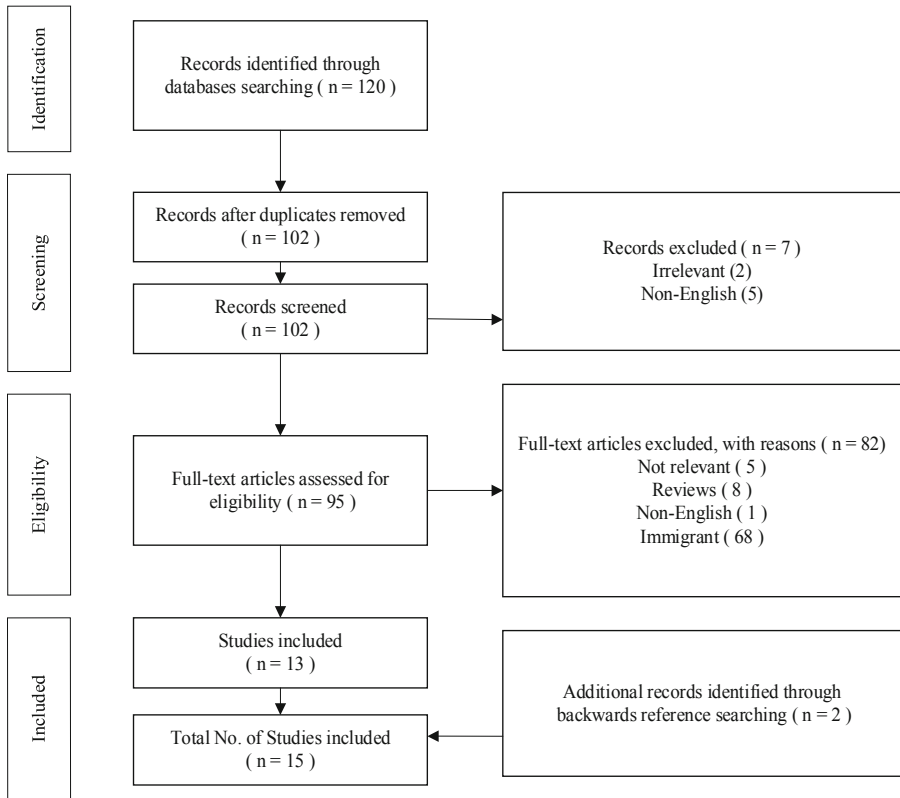 Identification
Records identified through
databases searching ( n = 120 )
Screening
Records after duplicates removed
( n = 102 )
Records screened
( n = 102 )
Records excluded ( n = 7 )
Irrelevant (2)
Non-English (5)
Eligibility
Full-text articles assessed for
eligibility ( n = 95 )
Full-text articles excluded, with reasons ( n = 82)
Not relevant ( 5 )
Reviews ( 8 )
Non-English ( 1 )
Immigrant ( 68 )
Included
Studies included
( n = 13 )
Additional records identified through
backwards reference searching ( n = 2 )
Total No. of Studies included
( n = 15 )